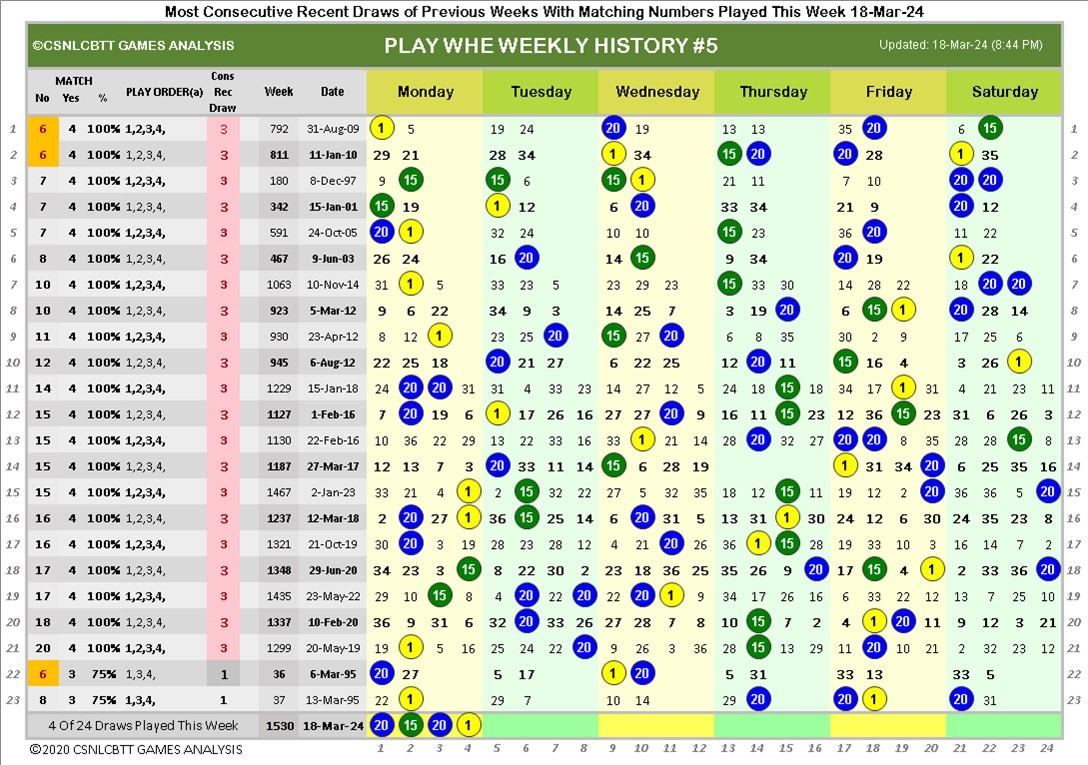 Most Consecutive Recent Draws of Previous Weeks With Matching Numbers Played This Week 18-Mar-24
©CSNLCBTT GAMES ANALYSIS PLAY WHE WEEKLY HISTORY #5 Updated: 18-Mar-24 (8:44 PM)
No MATCH Yes % PLAY ORDER(a) Cons Rec Draw Week Date Monday Tuesday Wednesday Thursday Friday Saturday
1 6 4 100% 1,2,3,4, 3 792 31-Aug-09 1 5 19 24 20 19 13 13 35 20 6 15 1
2 6 4 100% 1,2,3,4, 3 811 11-Jan-10 29 21 28 34 1 34 15 20 20 28 1 35 2
3 7 4 100% 1,2,3,4, 3 180 8-Dec-97 9 15 15 6 15 1 21 11 7 10 20 20 3
4 7 4 100% 1,2,3,4, 3 342 15-Jan-01 15 19 1 12 6 20 33 34 21 9 20 12 4
5 7 4 100% 1,2,3,4, 3 591 24-Oct-05 20 1 32 24 10 10 15 23 36 20 11 22 5
6 8 4 100% 1,2,3,4, 3 467 9-Jun-03 26 24 16 20 14 15 9 34 20 19 1 22 6
7 10 4 100% 1,2,3,4, 3 1063 10-Nov-14 31 1 5 33 23 5 23 29 23 15 33 30 14 28 22 18 20 20 7
8 10 4 100% 1,2,3,4, 3 923 5-Mar-12 9 6 22 34 9 3 14 25 7 3 19 20 6 15 1 20 28 14 8
9 11 4 100% 1,2,3,4, 3 930 23-Apr-12 8 12 1 23 25 20 15 27 20 6 8 35 30 2 9 17 25 6 9
10 12 4 100% 1,2,3,4, 3 945 6-Aug-12 22 25 18 20 21 27 6 22 25 12 20 11 15 16 4 3 26 1 10
11 14 4 100% 1,2,3,4, 3 1229 15-Jan-18 24 20 20 31 31 4 33 23 14 27 12 5 24 18 15 18 34 17 1 31 4 21 23 11 11
12 15 4 100% 1,2,3,4, 3 1127 1-Feb-16 7 20 19 6 1 17 26 16 27 27 20 9 16 11 15 23 12 36 15 23 31 6 26 3 12
13 15 4 100% 1,2,3,4, 3 1130 22-Feb-16 10 36 22 29 13 22 33 16 33 1 21 14 28 20 32 27 20 20 8 35 28 28 15 8 13
14 15 4 100% 1,2,3,4, 3 1187 27-Mar-17 12 13 7 3 20 33 11 14 15 6 28 19 1 31 34 20 6 25 35 16 14
15 15 4 100% 1,2,3,4, 3 1467 2-Jan-23 33 21 4 1 2 15 32 22 27 5 32 35 18 12 15 11 19 12 2 20 36 36 5 20 15
16 16 4 100% 1,2,3,4, 3 1237 12-Mar-18 2 20 27 1 36 15 25 14 6 20 31 5 13 31 1 30 24 12 6 30 24 35 23 8 16
17 16 4 100% 1,2,3,4, 3 1321 21-Oct-19 30 20 3 19 28 23 28 12 4 21 20 26 14 1 15 28 19 33 10 3 16 14 7 2 17
18 17 4 100% 1,2,3,4, 3 1348 29-Jun-20 34 23 3 15 8 22 30 2 23 18 36 25 35 26 9 20 17 15 4 1 2 33 36 20 18
19 17 4 100% 1,2,3,4, 3 1435 23-May-22 29 10 15 8 4 20 22 20 22 20 1 9 34 17 26 16 6 33 22 12 13 7 25 10 19
20 18 4 100% 1,2,3,4, 3 1337 10-Feb-20 36 9 31 6 32 20 33 26 27 28 7 8 10 15 7 2 4 1 20 11 9 12 3 21 20
21 20 4 100% 1,2,3,4, 3 1299 20-May-19 21 1 5 16 25 24 22 20 9 26 3 36 28 15 13 29 11 20 10 21 2 32 23 12 21
22 6 3 75% 1,3,4, 1 36 6-Mar-95 20 27 5 17 1 20 5 31 33 13 33 5 22
23 8 3 75% 1,3,4, 1 37 13-Mar-95 22 1 29 7 10 14 29 20 20 1 20 31 23
4 Of 24 Draws Played This Week 1530 18-Mar-24 20 15 20 1
©2020 CSNLCBTT GAMES ANALYSIS 1 2 3 4 5 6 7 8 9 10 11 12 13 14 15 16 17 18 19 20 21 22 23 24